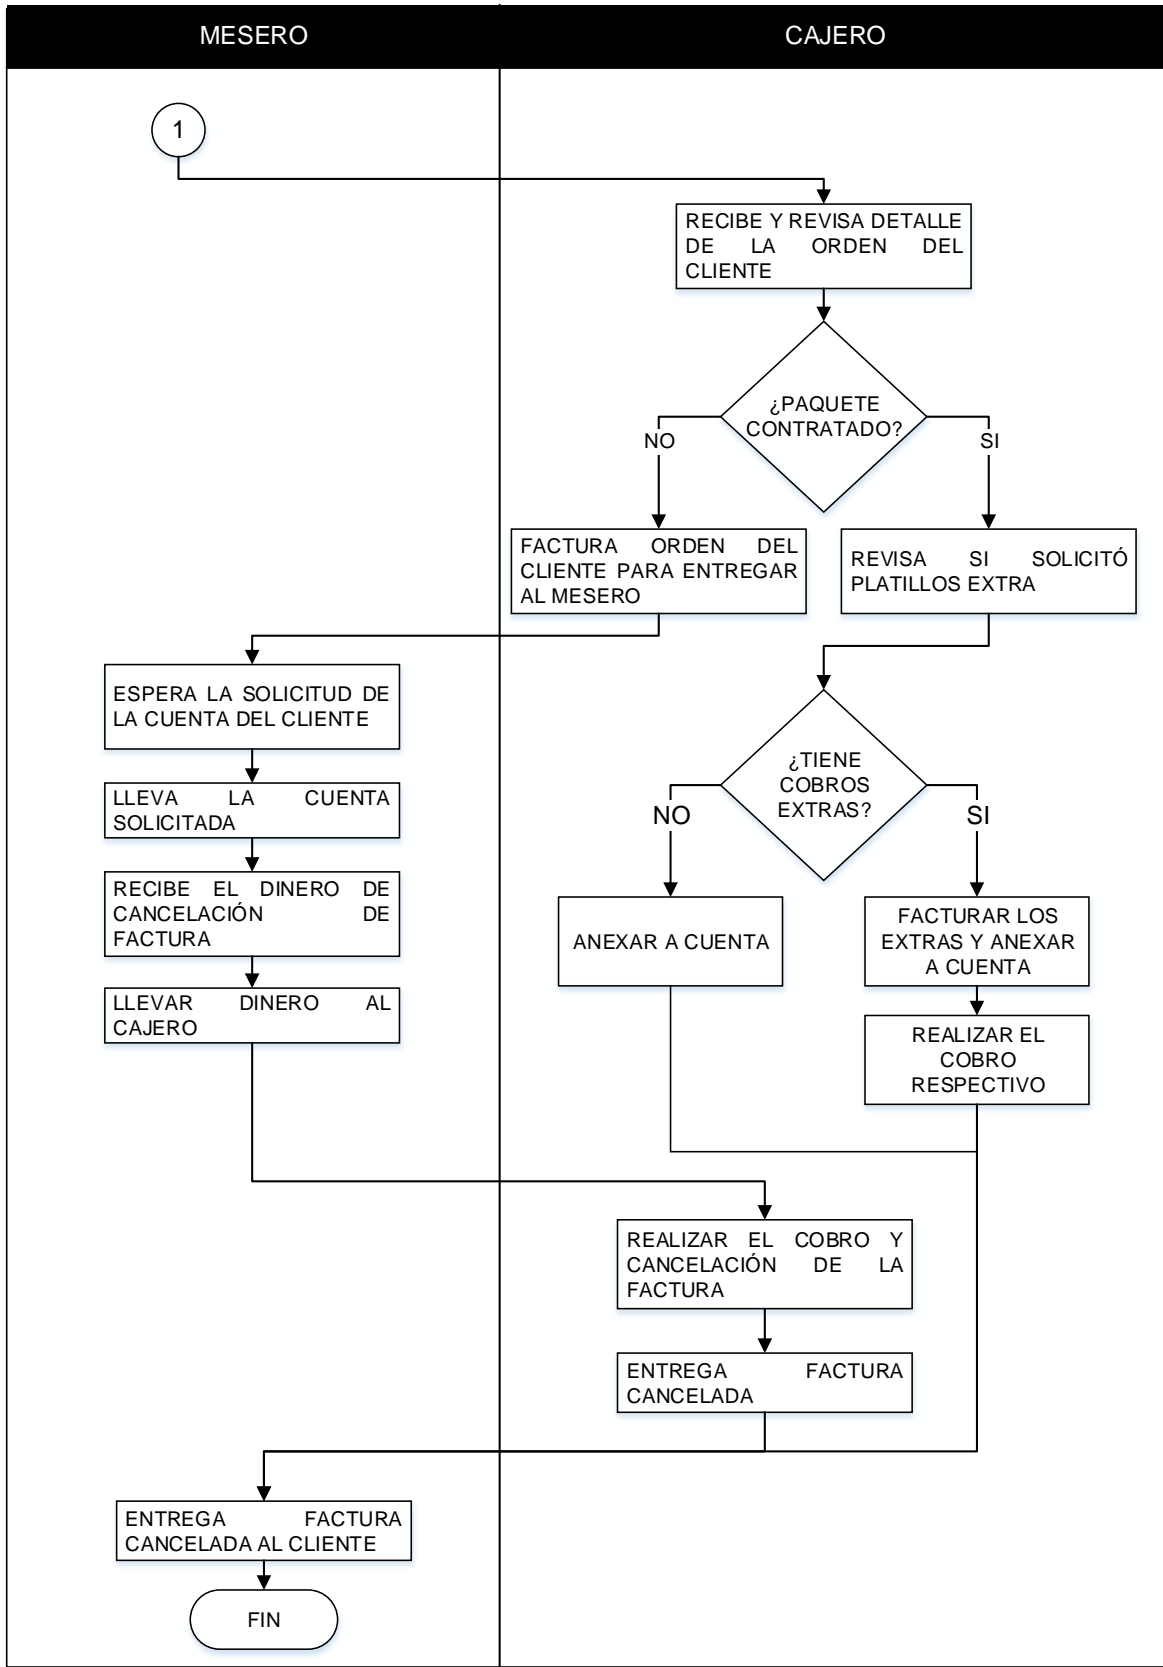 MESERO
CAJERO
1
RECIBE Y REVISA DETALLE
DE LA ORDEN DEL
CLIENTE
¿PAQUETE
CONTRATADO?
NO
SI
FACTURA ORDEN DEL
CLIENTE PARA ENTREGAR
AL MESERO
REVISA SI SOLICITÓ
PLATILLOS EXTRA
ESPERA LA SOLICITUD DE
LA CUENTA DEL CLIENTE
¿TIENE
COBROS
EXTRAS?
NO
SI
LLEVA LA CUENTA
SOLICITADA
RECIBE EL DINERO DE
CANCELACIÓN DE
FACTURA
ANEXAR A CUENTA
FACTURAR LOS
EXTRAS Y ANEXAR
A CUENTA
LLEVAR DINERO AL
CAJERO
REALIZAR EL
COBRO
RESPECTIVO
REALIZAR EL COBRO Y
CANCELACIÓN DE LA
FACTURA
ENTREGA FACTURA
CANCELADA
ENTREGA FACTURA
CANCELADA AL CLIENTE
FIN